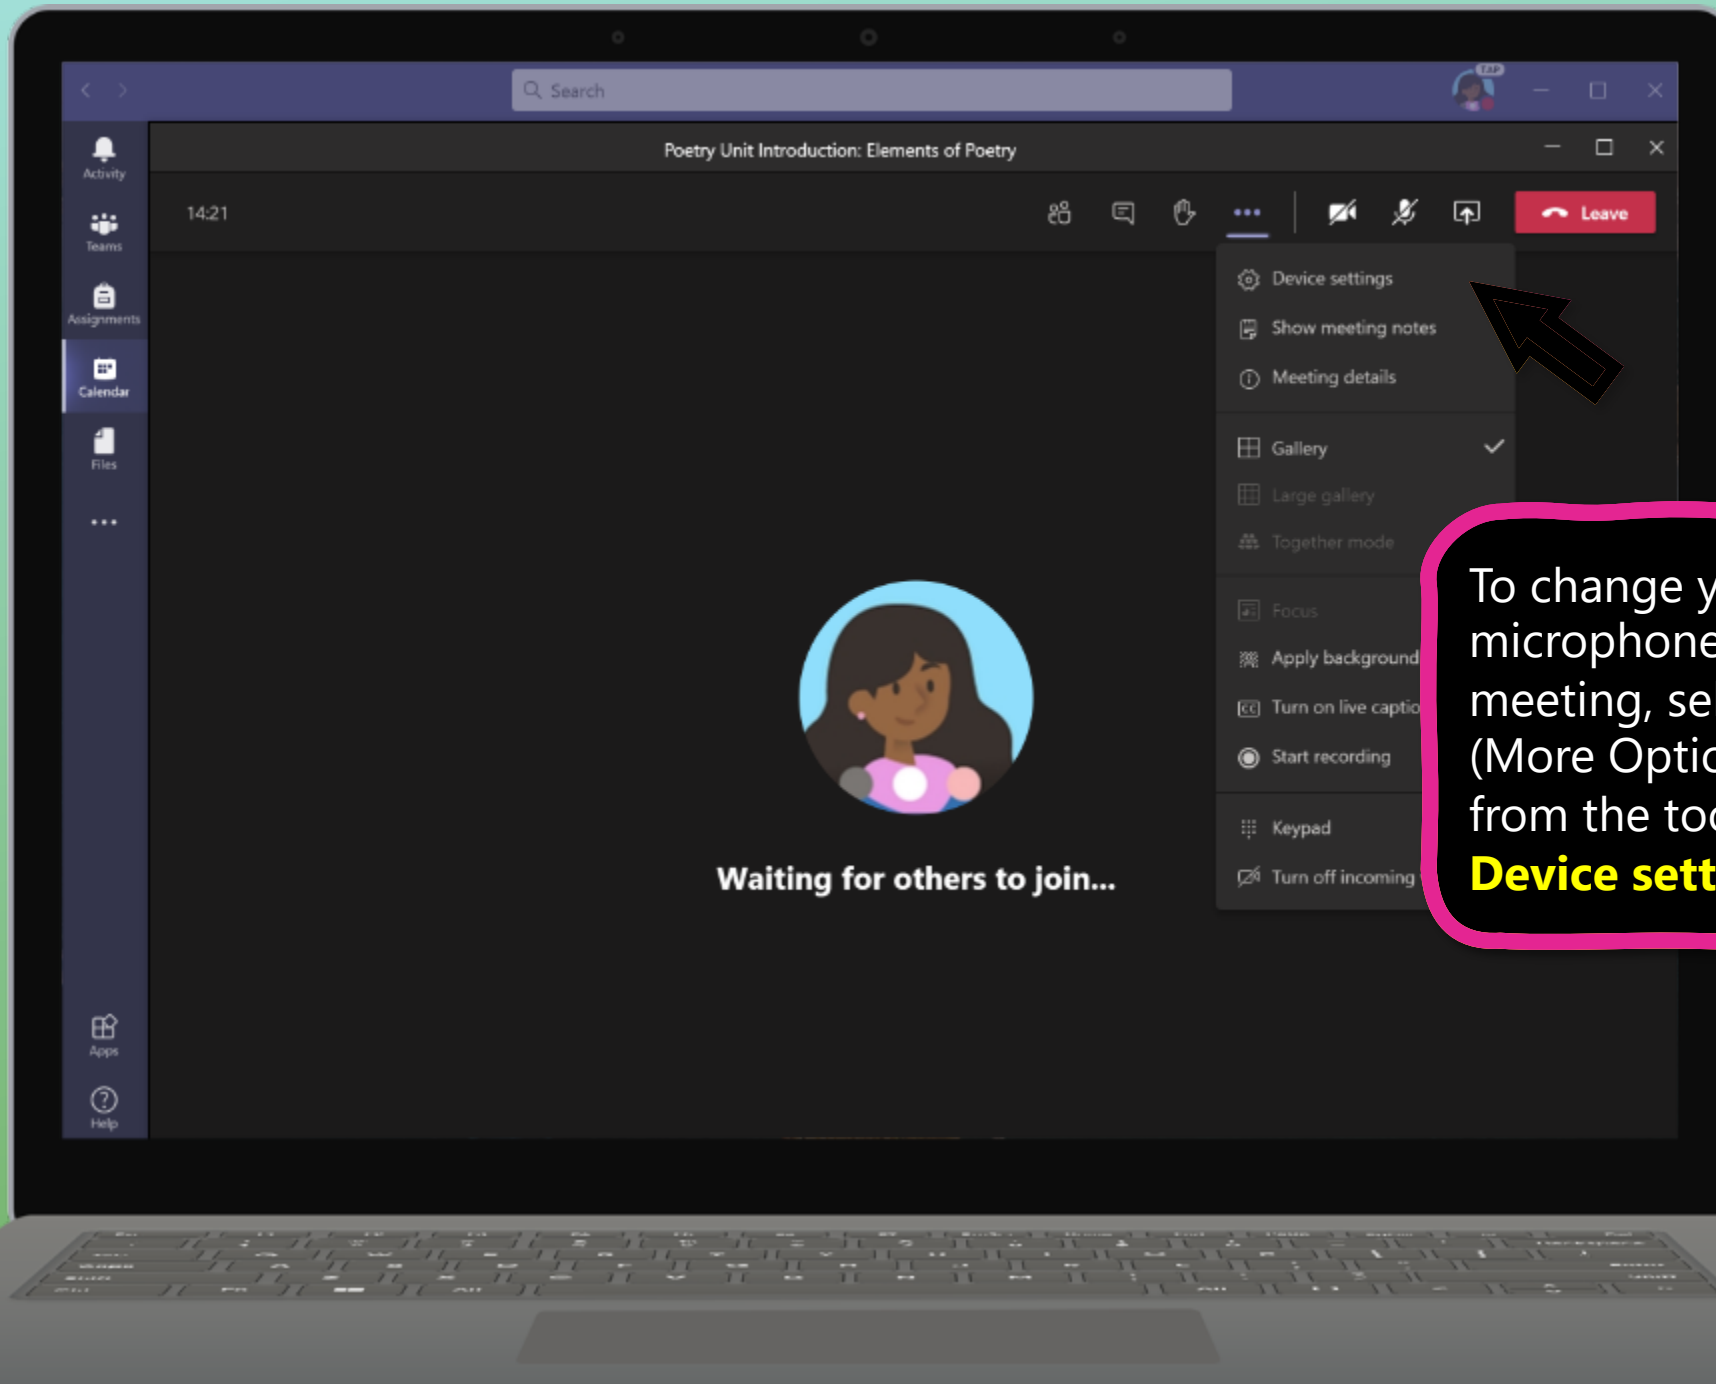 Search
TAP
Poetry Unit Introduction: Elements of Poetry
Activity
14:21
Leave
Teams
Assignments
Calendar
Files
Apps
Help
Device settings
Show meeting notes
Meeting details
Gallery
Large gallery
Together mode
Focus
Apply background
Turn on live captio
Start recording
Keypad
Turn off incoming
Waiting for others to join...
To change y
microphone
meeting, se
(More Optio
from the too
Device sett